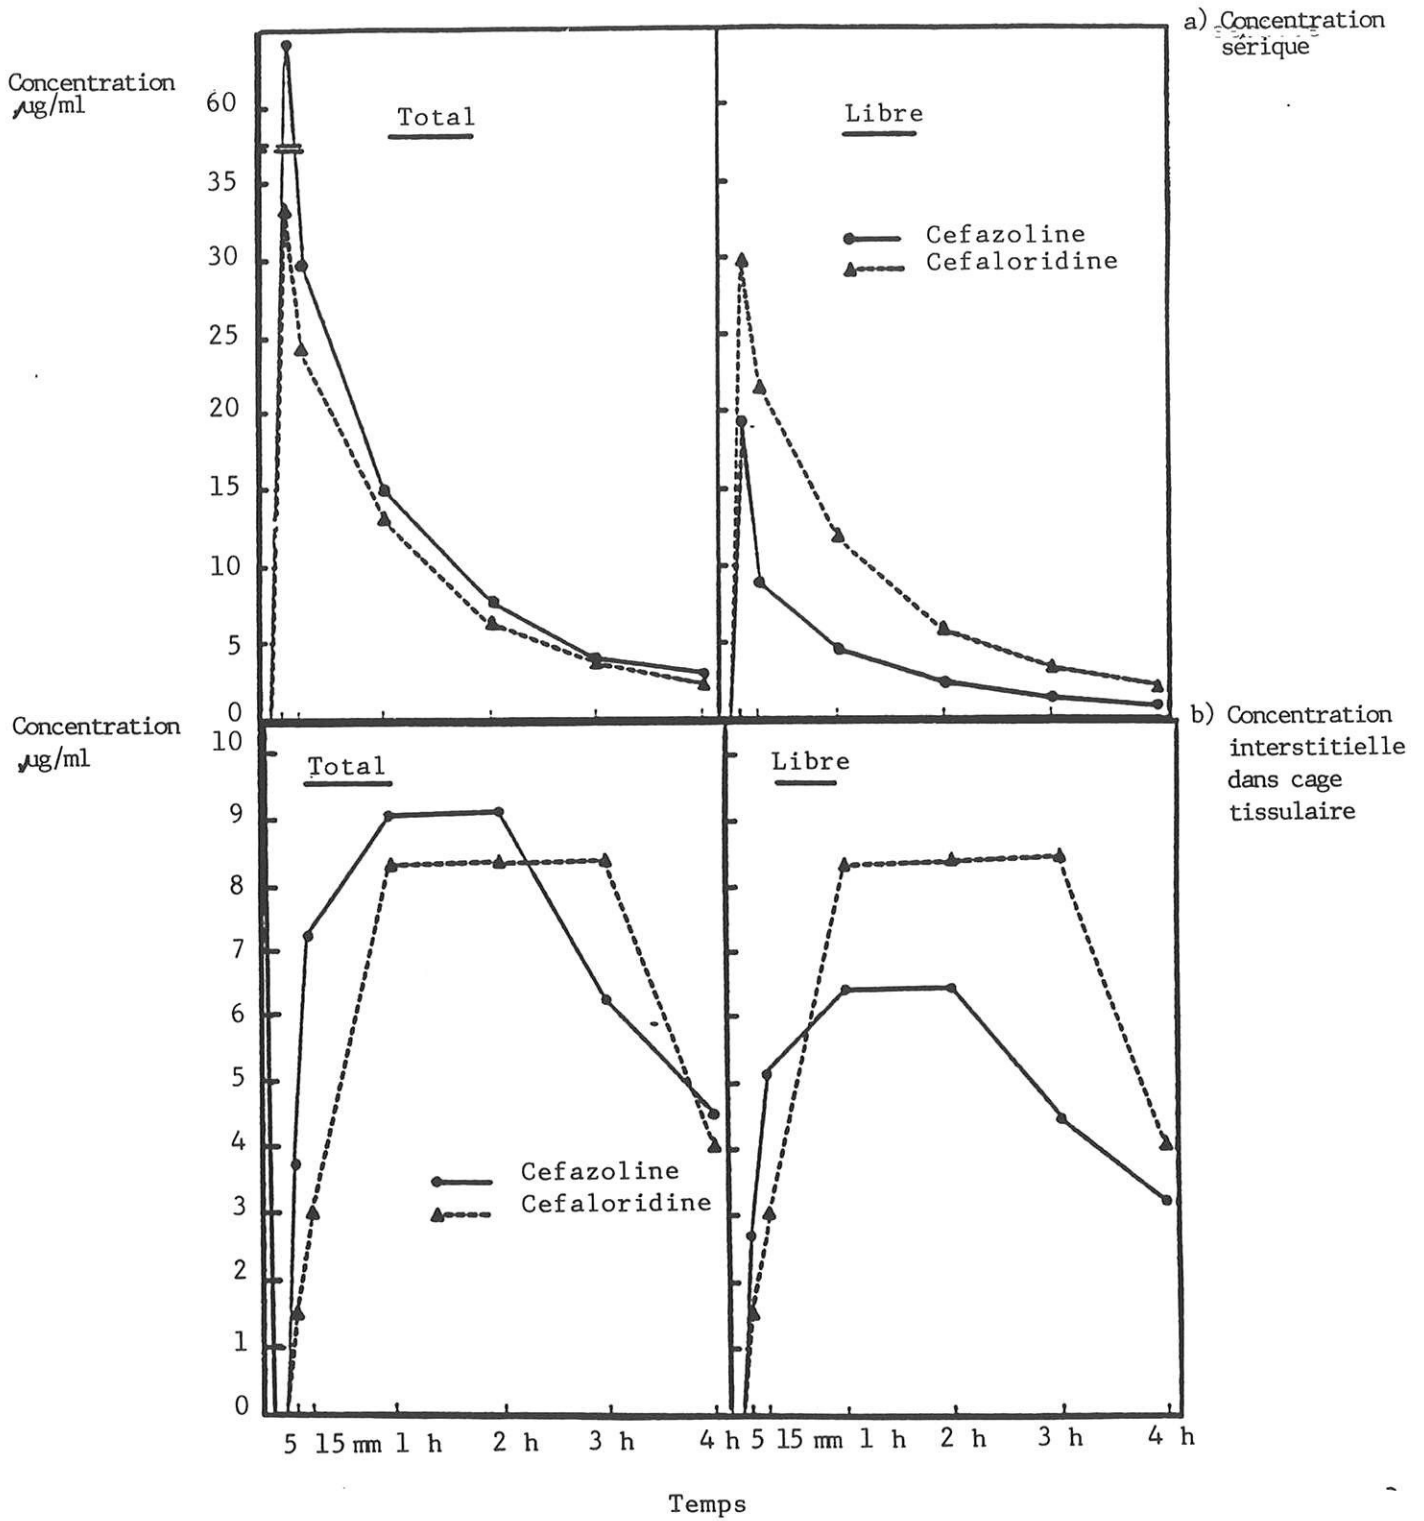 a) Concentration
sérique
Concentration
µg/ml
60
35
30
25
20
15
10
5
0
Total
Libre
Cefazoline
Cefaloridine
b) Concentration
interstitielle
dans cage
tissulaire
Concentration
µg/ml
10
9
8
7
6
5
4
3
2
1
0
Total
Libre
Cefazoline
Cefaloridine
5 15 mm 1 h 2 h 3 h 4 h 5 15 mm 1 h 2 h 3 h 4 h
Temps